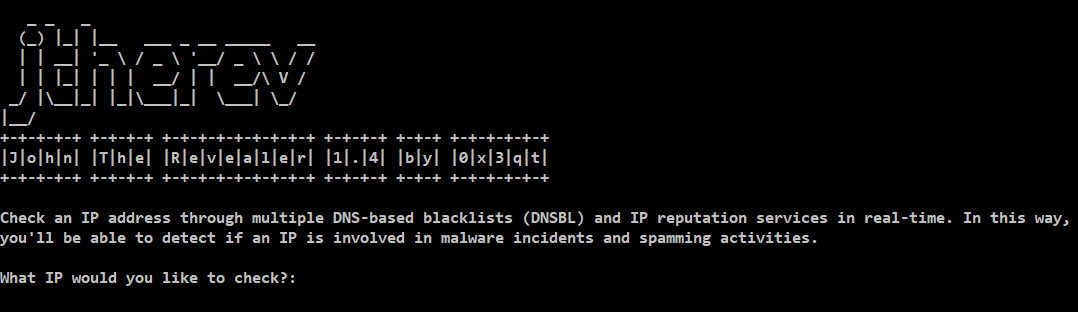 jtherev
|J|o|h|n| |T|h|e| |R|e|v|e|a|l|e|r| |1|.|4| |b|y| |0|x|3|q|t|
Check an IP address through multiple DNS-based blacklists (DNSBL) and IP reputation services in real-time. In this way,
you'll be able to detect if an IP is involved in malware incidents and spamming activities.
What IP would you like to check?: